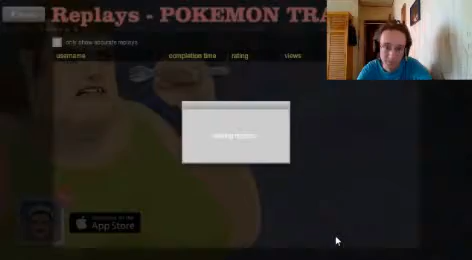 Replays - POKEMON TRA
only show accurate replays
username completion time rating views
App Store